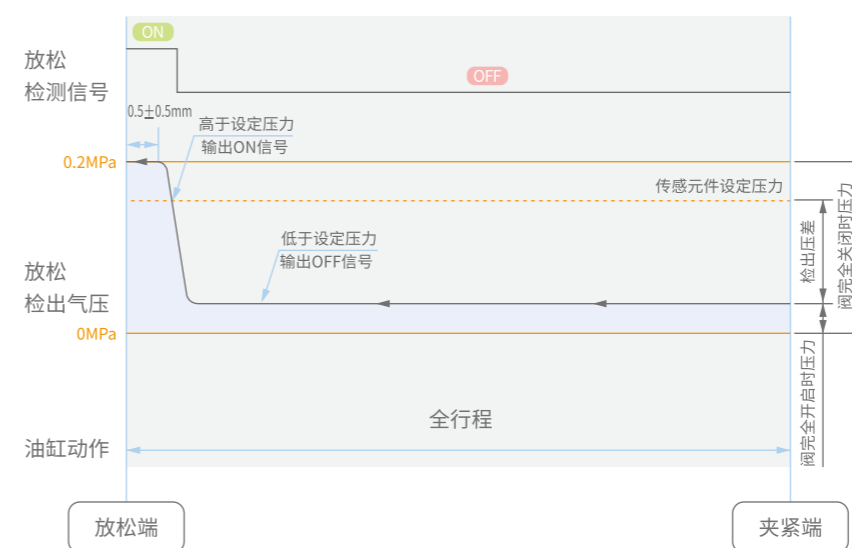 ON
放松
检测信号
OFF
0.5±0.5mm
高于设定压力
输出ON信号
0.2MPa
传感元件设定压力
低于设定压力
输出OFF信号
放松
检出气压
0MPa
检出压差
阀完全关闭时压力
阀完全开启时压力
全行程
油缸动作
放松端
夹紧端